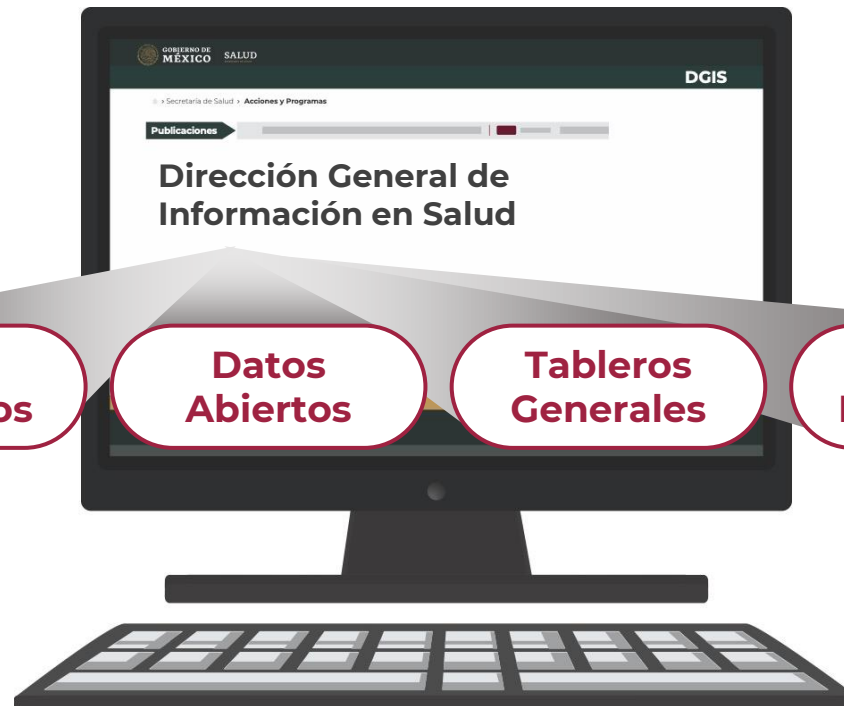 GOBIERNO DE
MÉXICO
SALUD
DGIS
> Secretaría de Salud > Acciones y Programas
Publicaciones
Dirección General de
Información en Salud
os
Datos
Abiertos
Tableros
Generales